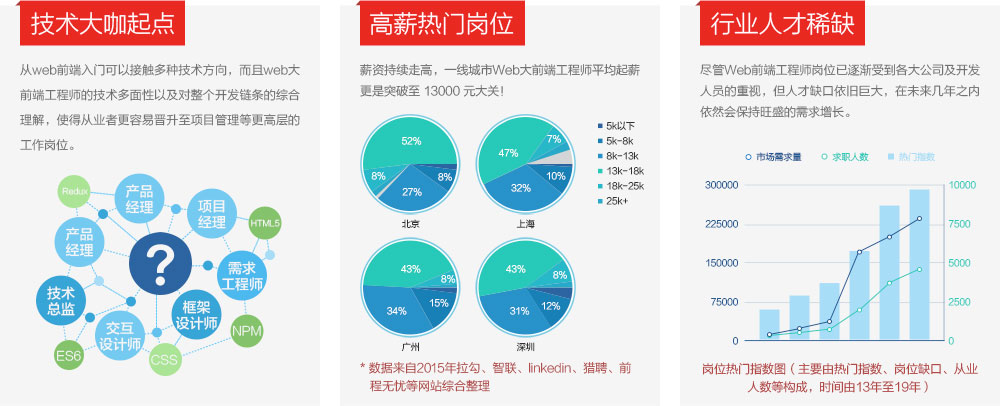 技术大咖起点
从web前端入门可以接触多种技术方向，而且web大
前端工程师的技术多面性以及对整个开发链条的综合
理解，使得从业者更容易晋升至项目管理等更高层的
工作岗位。
Redux
产品
经理
项目
经理
HTML5
产品
经理
?
需求
工程师
技术
总监
框架
设计师
交互
设计师
NPM
ES6
CSS
高薪热门岗位
薪资持续走高，一线城市Web大前端工程师平均起薪
更是突破至 13000 元大关！
52%
8%
8%
27%
北京
47%
7%
10%
32%
上海
5k以下
5k-8k
8k-13k
13k-18k
18k-25k
25k+
43%
8%
15%
34%
广州
43%
8%
12%
31%
深圳
* 数据来自2015年拉勾、智联、linkedin、猎聘、前
程无忧等网站综合整理
行业人才稀缺
尽管Web前端工程师岗位已逐渐受到各大公司及开发
人员的重视，但人才缺口依旧巨大，在未来几年之内
依然会保持旺盛的需求增长。
市场需求量 求职人数 热门指数
300000 10000
225000 7500
150000 5000
75000 2500
0 0
岗位热门指数图（主要由热门指数、岗位缺口、从业
人数等构成，时间由13年至19年）